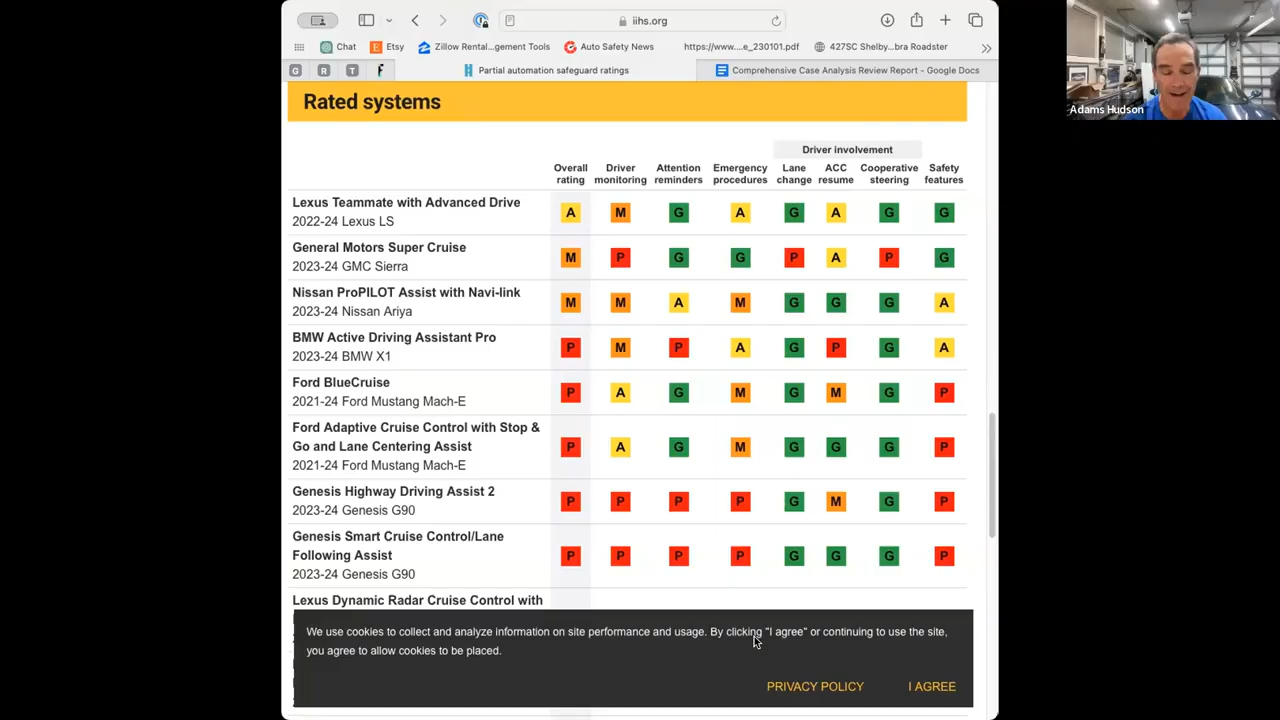 iihs.org
Chat
Etsy
Zillow Rental...gement Tools
Auto Safety News
https://www....e_230101.pdf
427SC Shelby...bra Roadster
G
R
T
Partial automation safeguard ratings
Comprehensive Case Analysis Review Report - Google Docs
Adams Hudson
Rated systems
Driver involvement
Overall rating
Driver monitoring
Attention reminders
Emergency procedures
Lane change
ACC resume
Cooperative steering
Safety features
Lexus Teammate with Advanced Drive
2022-24 Lexus LS
A M G A G A G G
General Motors Super Cruise
2023-24 GMC Sierra
M P G G P A P G
Nissan ProPILOT Assist with Navi-link
2023-24 Nissan Ariya
M M A M G G G A
BMW Active Driving Assistant Pro
2023-24 BMW X1
P M P A G P G A
Ford BlueCruise
2021-24 Ford Mustang Mach-E
P A G M G M G P
Ford Adaptive Cruise Control with Stop &
Go and Lane Centering Assist
2021-24 Ford Mustang Mach-E
P A G M G G G P
Genesis Highway Driving Assist 2
2023-24 Genesis G90
P P P P G M G P
Genesis Smart Cruise Control/Lane
Following Assist
2023-24 Genesis G90
P P P P G G G P
Lexus Dynamic Radar Cruise Control with
We use cookies to collect and analyze information on site performance and usage. By clicking "I agree" or continuing to use the site,
you agree to allow cookies to be placed.
PRIVACY POLICY
I AGREE